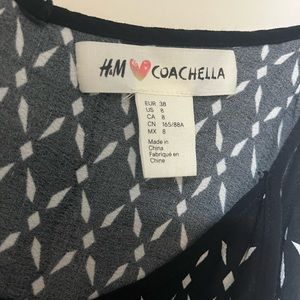 H&M COACHELLA
EUR 38
US 8
CA 8
CN 165/88A
MX 8
Made in
China
Fabriqué en
Chine